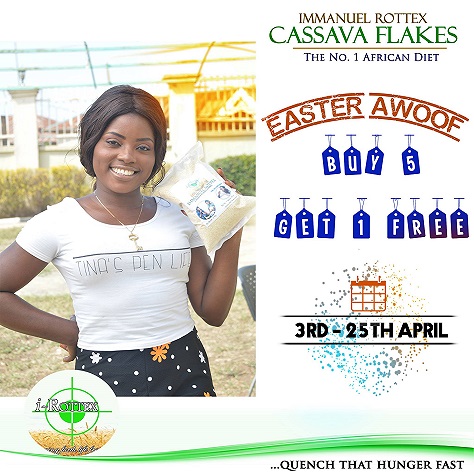 IMMANUEL ROTTEX
CASSAVA FLAKES
THE NO. 1 AFRICAN DIET
EASTER AWOOF
BUY 5
GET 1 FREE
TINA'S PEN LIF
3RD - 25TH APRIL
i-ROTTEX
...QUENCH THAT HUNGER FAST